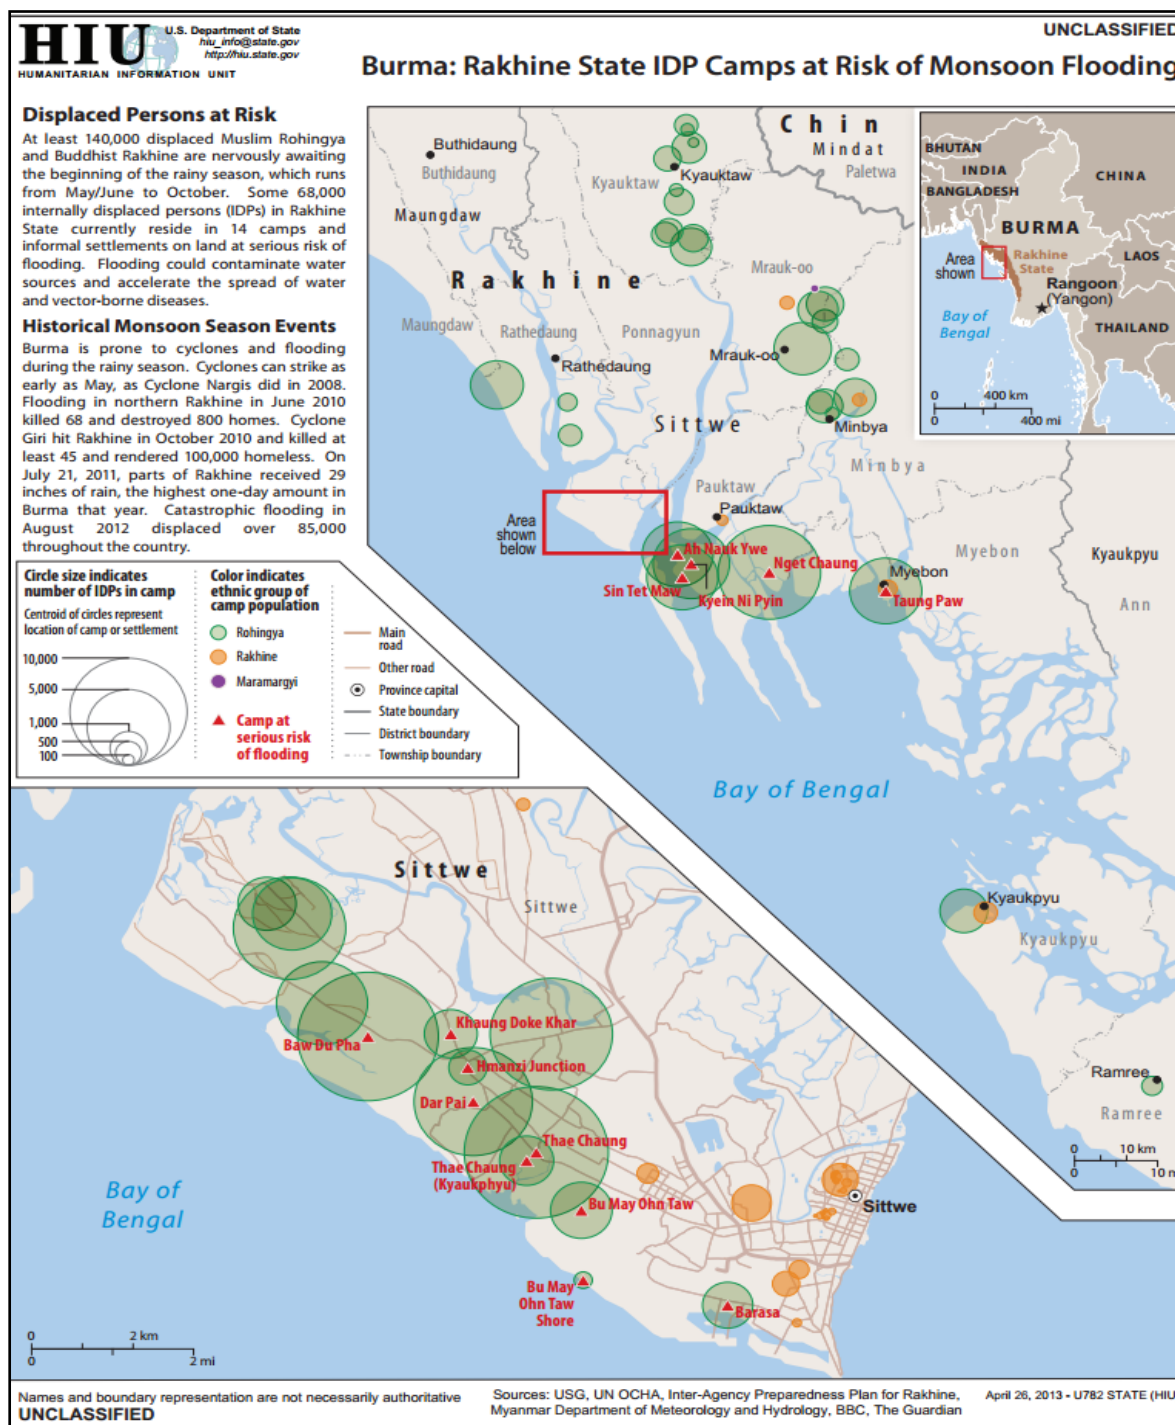 HIU
U.S. Department of State
hiu_info@state.gov
http://hiu.state.gov
HUMANITARIAN INFORMATION UNIT
UNCLASSIFIED
Burma: Rakhine State IDP Camps at Risk of Monsoon Flooding
Displaced Persons at Risk
At least 140,000 displaced Muslim Rohingya
and Buddhist Rakhine are nervously awaiting
the beginning of the rainy season, which runs
from May/June to October. Some 68,000
internally displaced persons (IDPs) in Rakhine
State currently reside in 14 camps and
informal settlements on land at serious risk of
flooding. Flooding could contaminate water
sources and accelerate the spread of water
and vector-borne diseases.
Historical Monsoon Season Events
Burma is prone to cyclones and flooding
during the rainy season. Cyclones can strike as
early as May, as Cyclone Nargis did in 2008.
Flooding in northern Rakhine in June 2010
killed 68 and destroyed 800 homes. Cyclone
Giri hit Rakhine in October 2010 and killed at
least 45 and rendered 100,000 homeless. On
July 21, 2011, parts of Rakhine received 29
inches of rain, the highest one-day amount in
Burma that year. Catastrophic flooding in
August 2012 displaced over 85,000
throughout the country.
Circle size indicates
number of IDPs in camp
Centroid of circles represent
location of camp or settlement
10,000
5,000
1,000
500
100
Color indicates
ethnic group of
camp population
Rohingya
Rakhine
Maramargyi
Camp at
serious risk
of flooding
Main
road
Other road
Province capital
State boundary
District boundary
Township boundary
Chin
Mindat
Paletwa
Buthidaung
Buthidaung
Kyauktaw
Kyauktaw
Maungdaw
Rakhine
Mrauk-oo
Maungdaw
Rathedaung
Ponnagyun
Mrauk-oo
Rathedaung
Sittwe
Minbya
Minbya
Pauktaw
Pauktaw
Area
shown
below
Ah Nauk Ywe
Nget Chaung
Sin Tet Maw
Kyein Ni Pyin
Myebon
Myebon
Taung Paw
Kyaukpyu
Ann
Bay of Bengal
Kyaukpyu
Kyaukpyu
Ramree
Ramree
0 10 km
0 10 m
BHUTAN
INDIA
BANGLADESH
CHINA
BURMA
Area
shown
Rakhine
State
LAOS
Rangoon
(Yangon)
Bay of
Bengal
THAILAND
0 400 km
0 400 mi
Sittwe
Sittwe
Khaung Doke Khar
Baw Du Pha
Hmanzi Junction
Dar Pai
Thae Chaung
Thae Chaung
(Kyaukphyu)
Bu May Ohn Taw
Sittwe
Bay of
Bengal
Bu May
Ohn Taw
Shore
Barasa
0 2 km
0 2 mi
Names and boundary representation are not necessarily authoritative
UNCLASSIFIED
Sources: USG, UN OCHA, Inter-Agency Preparedness Plan for Rakhine,
Myanmar Department of Meteorology and Hydrology, BBC, The Guardian
April 26, 2013 - U782 STATE (HIU